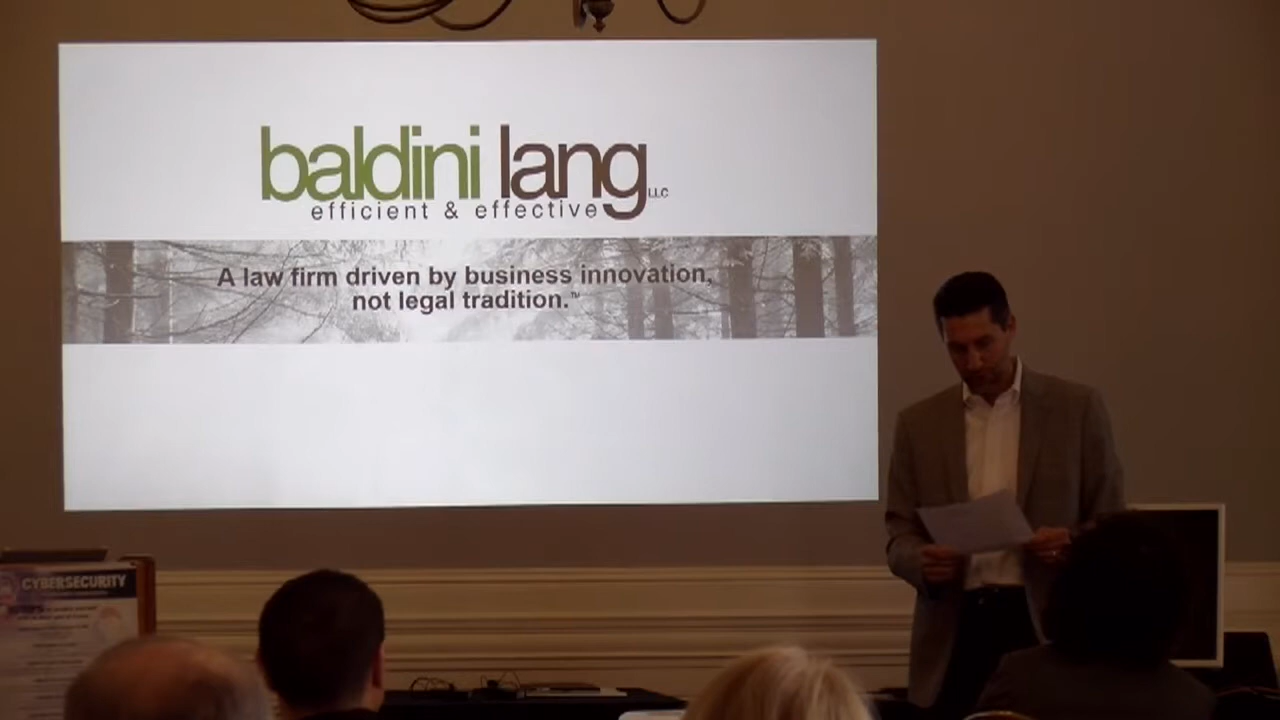 baldini lang LLC
efficient & effective
A law firm driven by business innovation,
not legal tradition.™
CYBERSECURITY